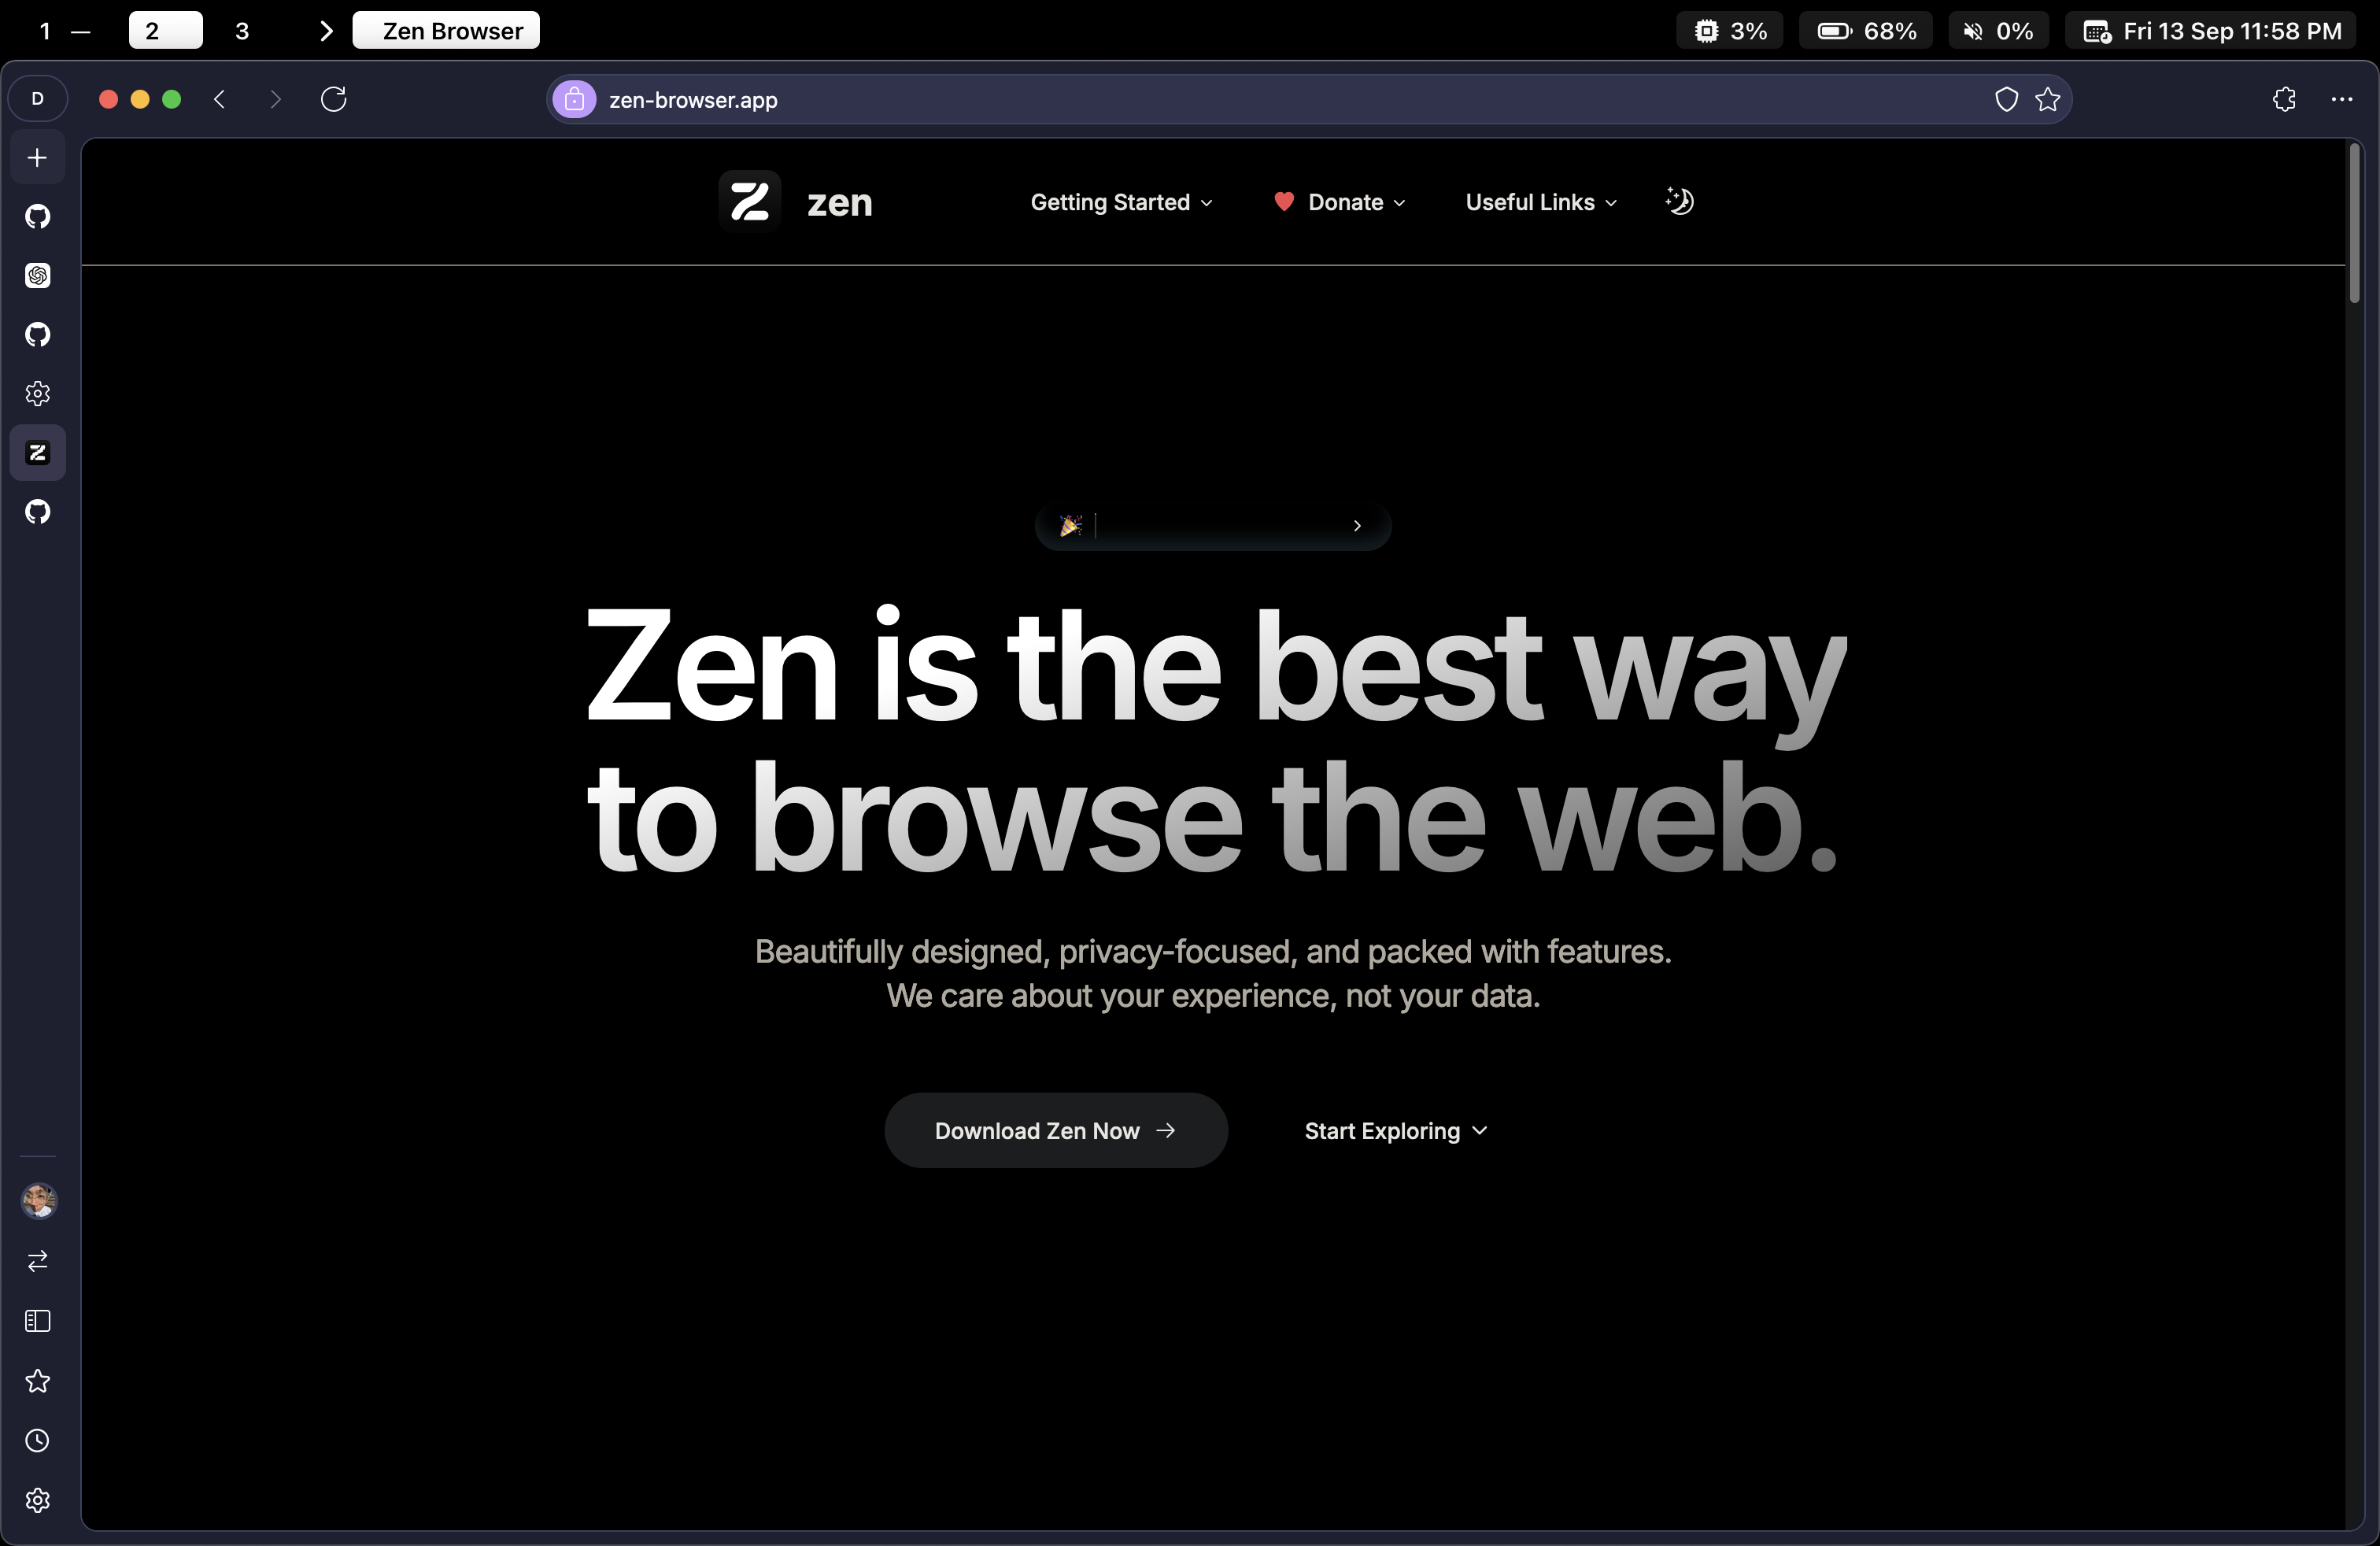 1 —
2
3
Zen Browser
3%
68%
0%
Fri 13 Sep 11:58 PM
D
zen-browser.app
zen
Getting Started
Donate
Useful Links
Zen is the best way
to browse the web.
Beautifully designed, privacy-focused, and packed with features.
We care about your experience, not your data.
Download Zen Now
Start Exploring